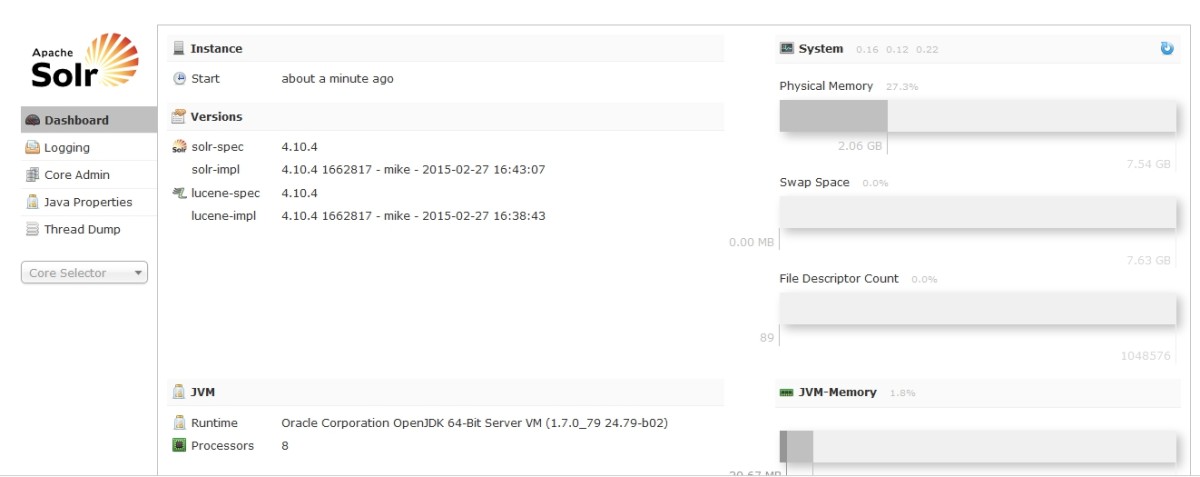 Apache
Solr
Dashboard
Logging
Core Admin
Java Properties
Thread Dump
Core Selector
Instance
Start about a minute ago
Versions
solr-spec 4.10.4
solr-impl 4.10.4 1662817 - mike - 2015-02-27 16:43:07
lucene-spec 4.10.4
lucene-impl 4.10.4 1662817 - mike - 2015-02-27 16:38:43
JVM
Runtime Oracle Corporation OpenJDK 64-Bit Server VM (1.7.0_79 24.79-b02)
Processors 8
System 0.16 0.12 0.22
Physical Memory 27.3%
2.06 GB
7.54 GB
Swap Space 0.0%
0.00 MB
7.63 GB
File Descriptor Count 0.0%
89
1048576
JVM-Memory 1.8%